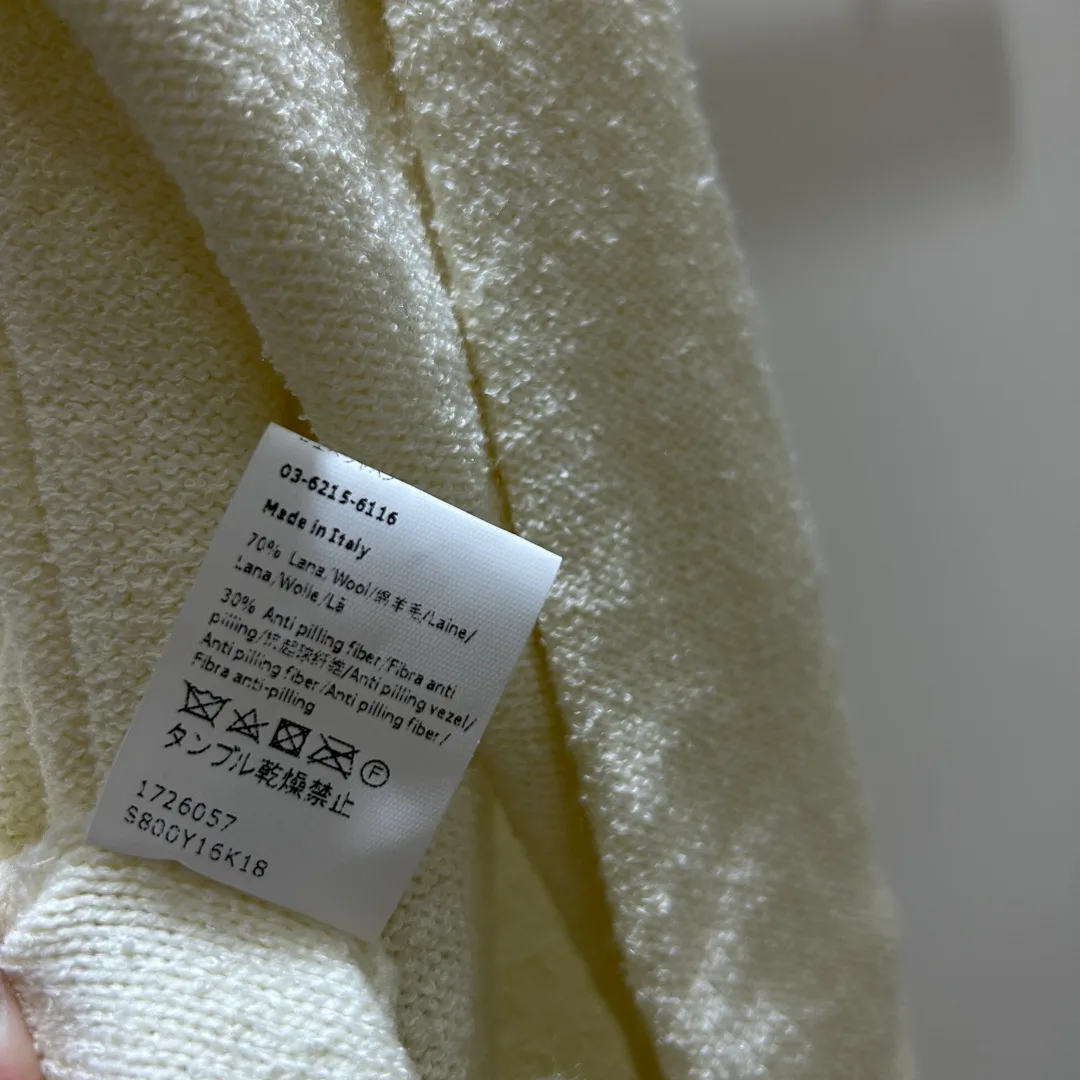 03-6215-6116
Made in Italy
70% Lana/Wool/绵羊毛/Laine/
Lana/Wolle/Lã
30% Anti pilling fiber/Fibra anti
pilling/抗起球纤维/Anti pilling vezel/
Anti pilling fiber/Anti pilling fiber/
Fibra anti-pilling
F
タンブル乾燥禁止
1726057
S800Y16K18